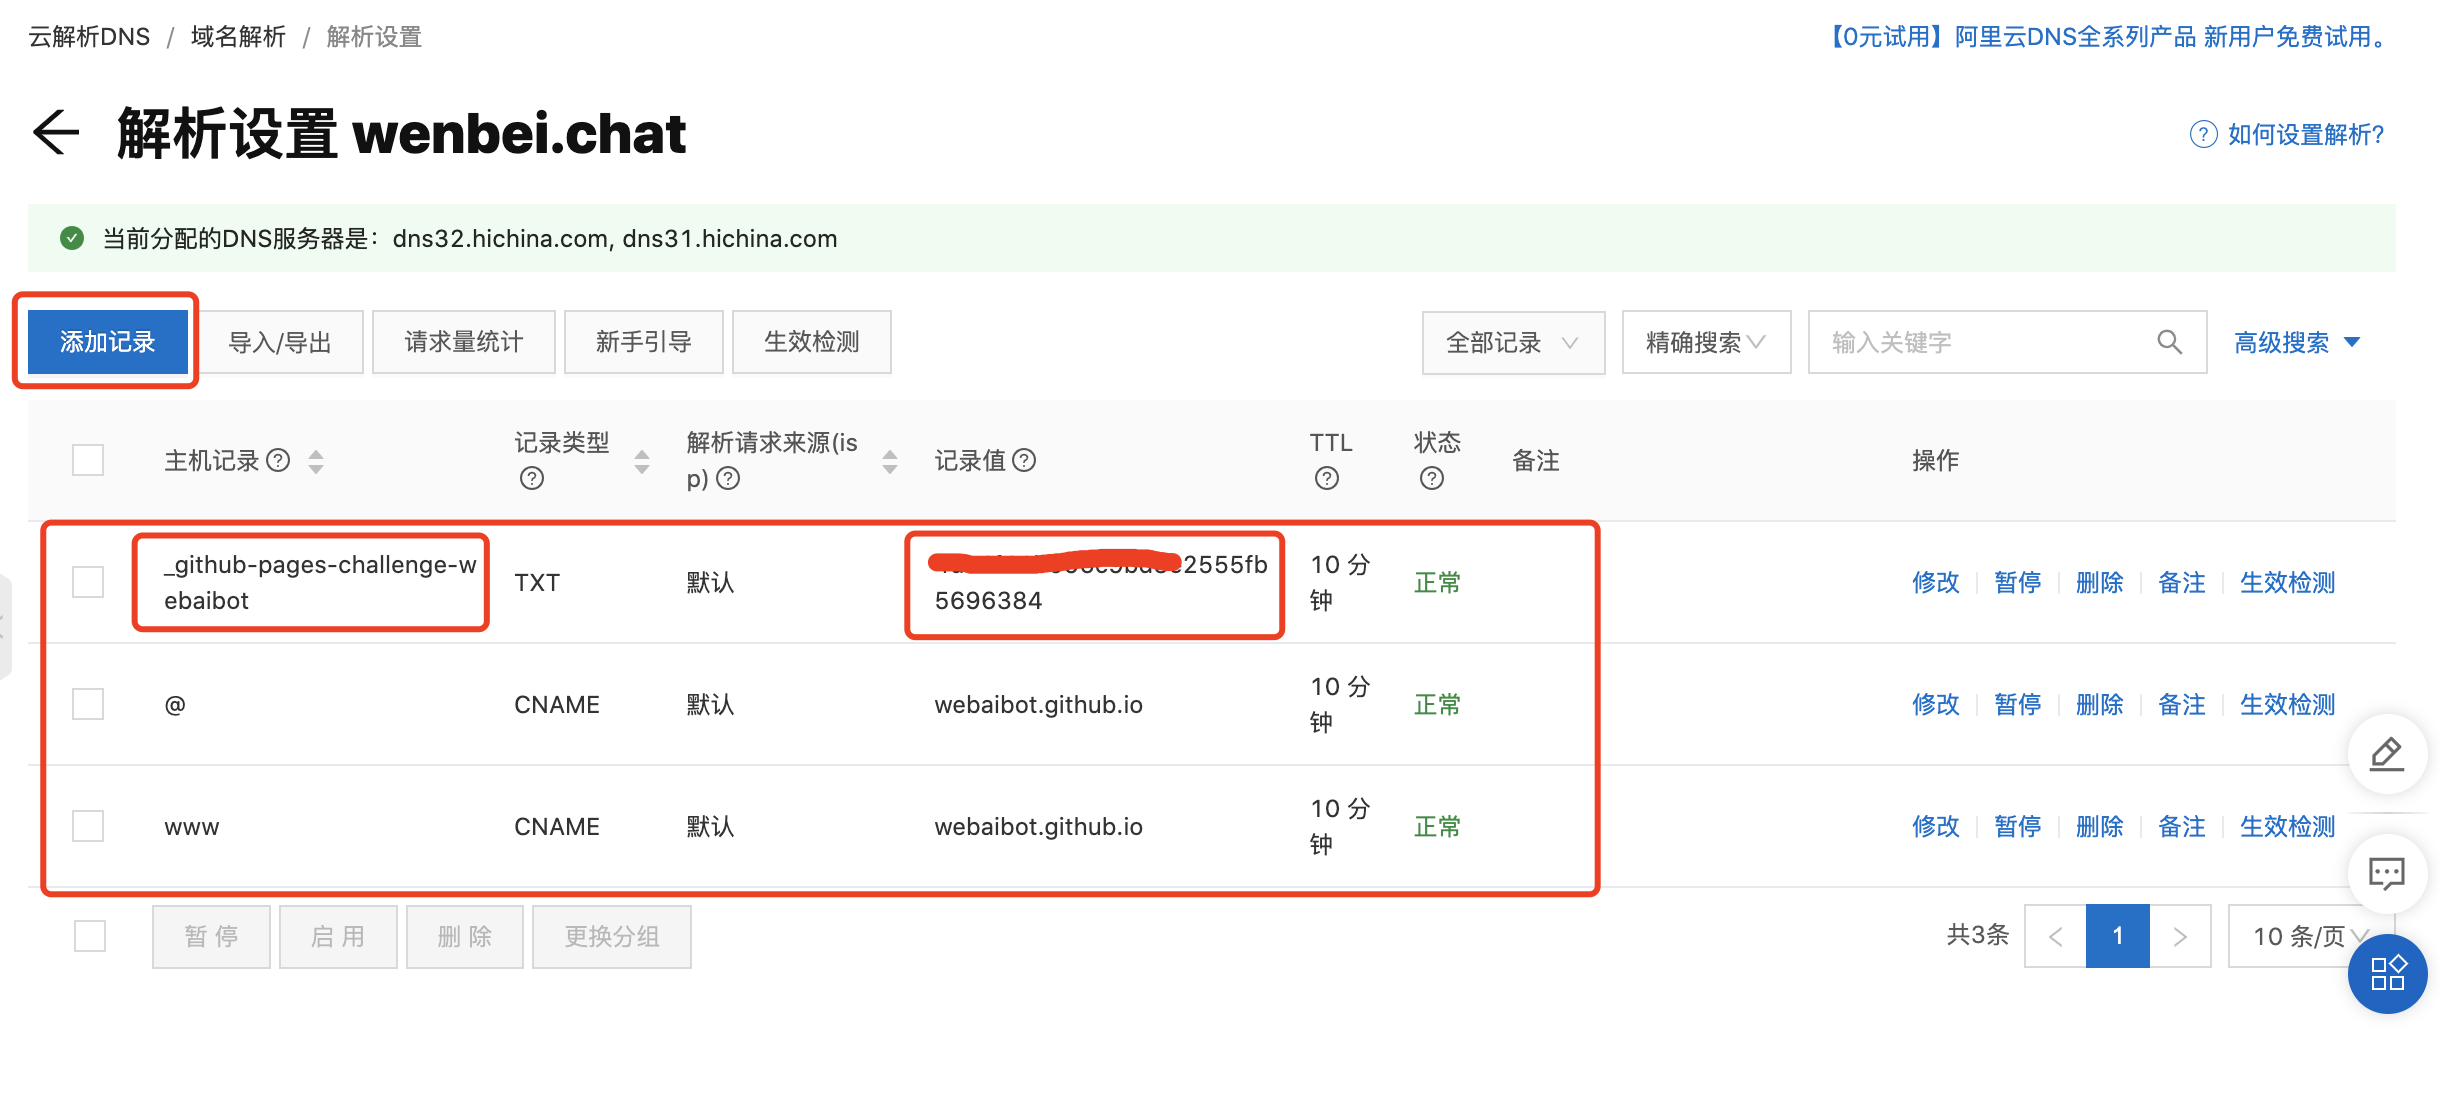 云解析DNS / 域名解析 / 解析设置
【0元试用】阿里云DNS全系列产品 新用户免费试用。
解析设置 wenbei.chat
如何设置解析?
当前分配的DNS服务器是：dns32.hichina.com, dns31.hichina.com
添加记录 导入/导出 请求量统计 新手引导 生效检测 全部记录 精确搜索 输入关键字 高级搜索
主机记录 记录类型 解析请求来源(isp) 记录值 TTL 状态 备注 操作
_github-pages-challenge-w
ebaibot
TXT 默认
2555fb
5696384
10 分
钟
正常 修改 暂停 删除 备注 生效检测
@ CNAME 默认 webaibot.github.io
10 分
钟
正常 修改 暂停 删除 备注 生效检测
www CNAME 默认 webaibot.github.io
10 分
钟
正常 修改 暂停 删除 备注 生效检测
暂 停 启 用 删 除 更换分组 共3条 < 1 > 10 条/页